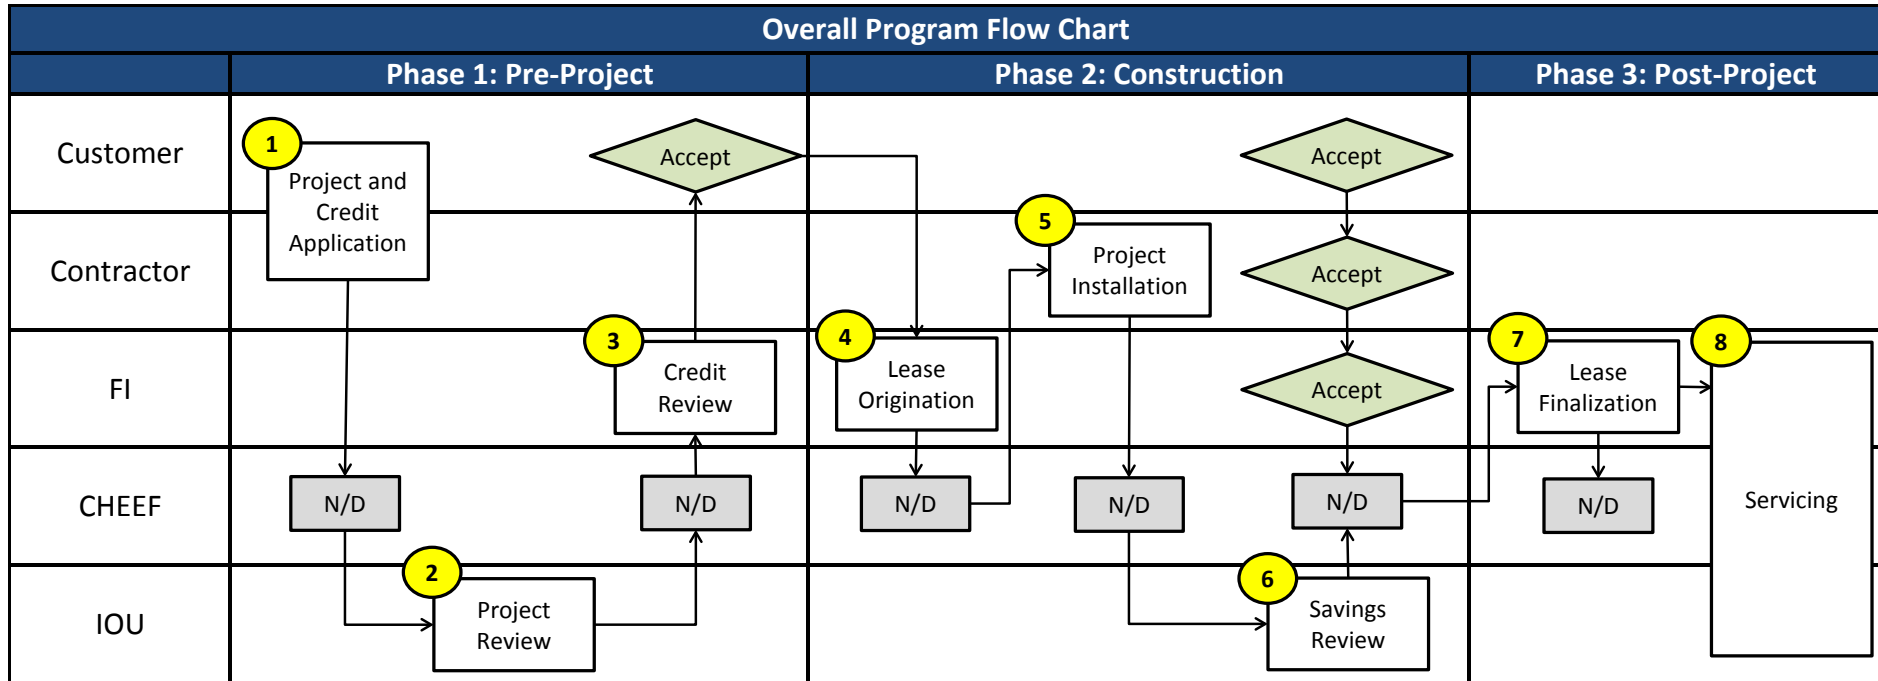 Overall Program Flow Chart
Phase 1: Pre-Project
Phase 2: Construction
Phase 3: Post-Project
Customer
1
Project and
Credit
Application
Accept
Accept
Contractor
5
Project
Installation
Accept
FI
3
Credit
Review
4
Lease
Origination
Accept
7
Lease
Finalization
8
Servicing
CHEEF
N/D
N/D
N/D
N/D
N/D
N/D
IOU
2
Project
Review
6
Savings
Review